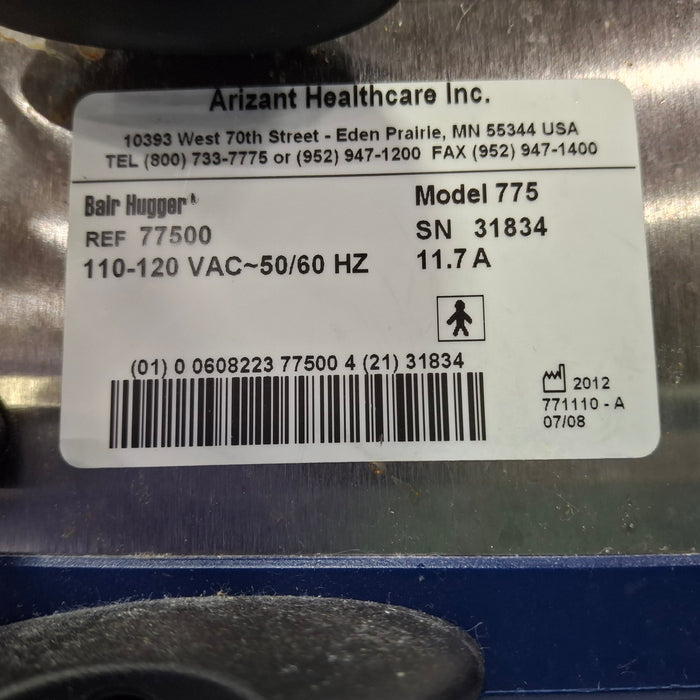 Arizant Healthcare Inc.
10393 West 70th Street - Eden Prairie, MN 55344 USA
TEL (800) 733-7775 or (952) 947-1200 FAX (952) 947-1400
Bair Hugger®
Model 775
REF 77500
SN 31834
110-120 VAC~50/60 HZ
11.7 A
(01) 0 0608223 77500 4 (21) 31834
2012
771110 - A
07/08